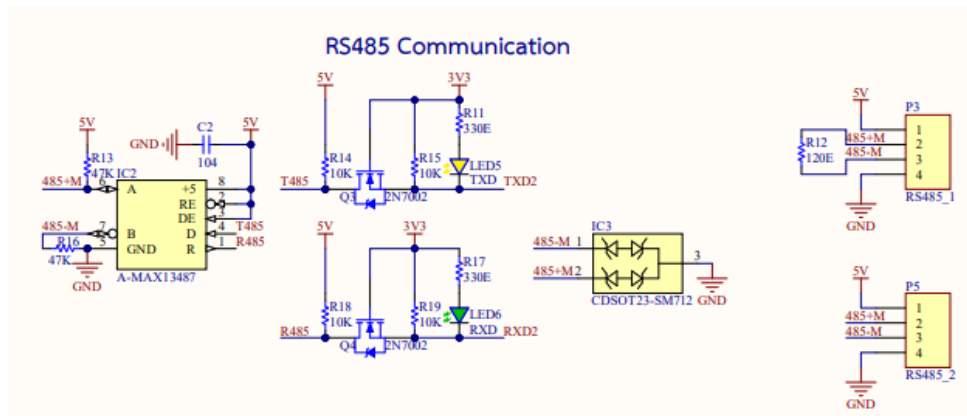 RS485 Communication
5V
R13
47K
IC2
485+M
6
A
485-M
7
B
R16
47K
5
GND
GND
A-MAX13487
GND
C2
104
5V
+5
8
RE
2
DE
3
D
4
T485
R
1
R485
5V
3V3
R11
330E
R14
10K
R15
10K
LED5
TXD
T485
Q3
2N7002
TXD2
5V
3V3
R17
330E
R18
10K
R19
10K
LED6
RXD
R485
Q4
2N7002
RXD2
IC3
485-M
1
485+M
2
3
CDSOT23-SM712
GND
5V
P3
R12
120E
485+M
485-M
1
2
3
4
RS485_1
GND
5V
P5
485+M
485-M
1
2
3
4
RS485_2
GND